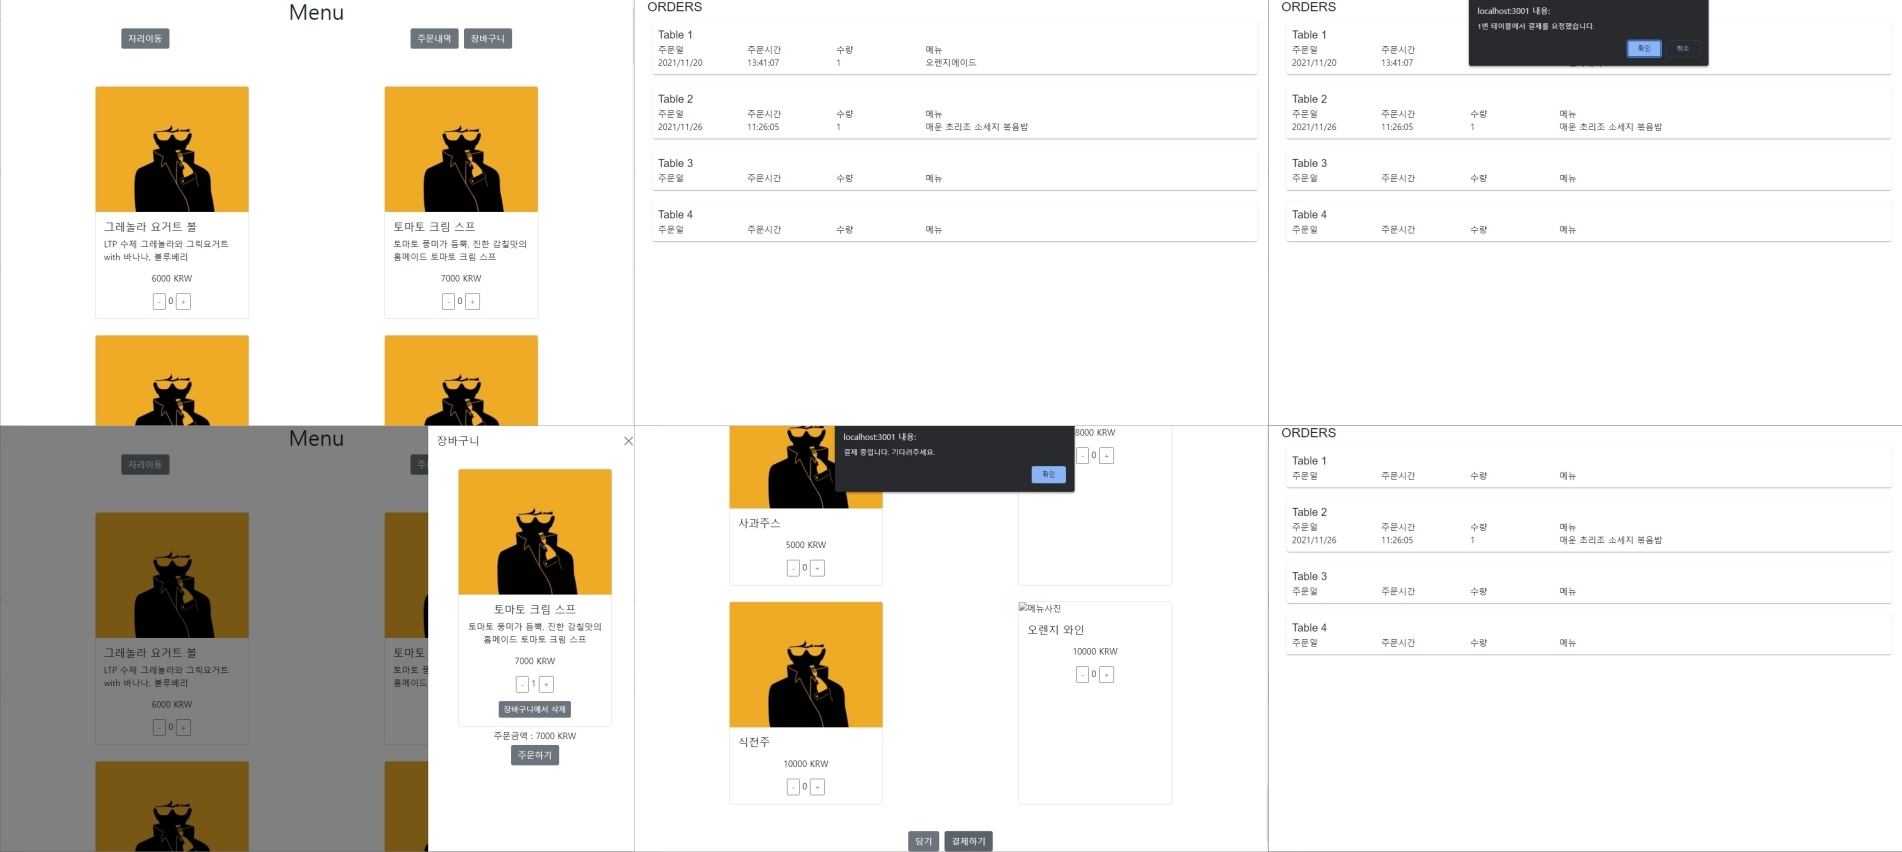 Menu
자리이동 주문내역 장바구니
그레놀라 요거트 볼
LTP 수제 그레놀라와 그릭요거트
with 바나나, 블루베리
6000 KRW
- 0 +
토마토 크림 스프
토마토 풍미가 듬뿍, 진한 감칠맛의
홈메이드 토마토 크림 스프
7000 KRW
- 0 +
ORDERS
Table 1
주문일 주문시간 수량 메뉴
2021/11/20 13:41:07 1 오렌지에이드
Table 2
주문일 주문시간 수량 메뉴
2021/11/26 11:26:05 1 매운 초리조 소세지 볶음밥
Table 3
주문일 주문시간 수량 메뉴
Table 4
주문일 주문시간 수량 메뉴
ORDERS
localhost:3001 내용:
1번 테이블에서 결제를 요청했습니다.
확인 취소
Table 1
주문일 주문시간
2021/11/20 13:41:07
Table 2
주문일 주문시간 수량 메뉴
2021/11/26 11:26:05 1 매운 초리조 소세지 볶음밥
Table 3
주문일 주문시간 수량 메뉴
Table 4
주문일 주문시간 수량 메뉴
Menu
자리이동 주
그레놀라 요거트 볼
LTP 수제 그레놀라와 그릭요거트
with 바나나, 블루베리
6000 KRW
- 0 +
토마토
토마토 풍
홈메이드
장바구니
토마토 크림 스프
토마토 풍미가 듬뿍, 진한 감칠맛의
홈메이드 토마토 크림 스프
7000 KRW
- 1 +
장바구니에서 삭제
주문금액 : 7000 KRW
주문하기
localhost:3001 내용:
결제 중입니다. 기다려주세요.
확인
8000 KRW
- 0 +
사과주스
5000 KRW
- 0 +
식전주
10000 KRW
- 0 +
메뉴사진
오렌지 와인
10000 KRW
- 0 +
담기 결제하기
ORDERS
Table 1
주문일 주문시간 수량 메뉴
Table 2
주문일 주문시간 수량 메뉴
2021/11/26 11:26:05 1 매운 초리조 소세지 볶음밥
Table 3
주문일 주문시간 수량 메뉴
Table 4
주문일 주문시간 수량 메뉴